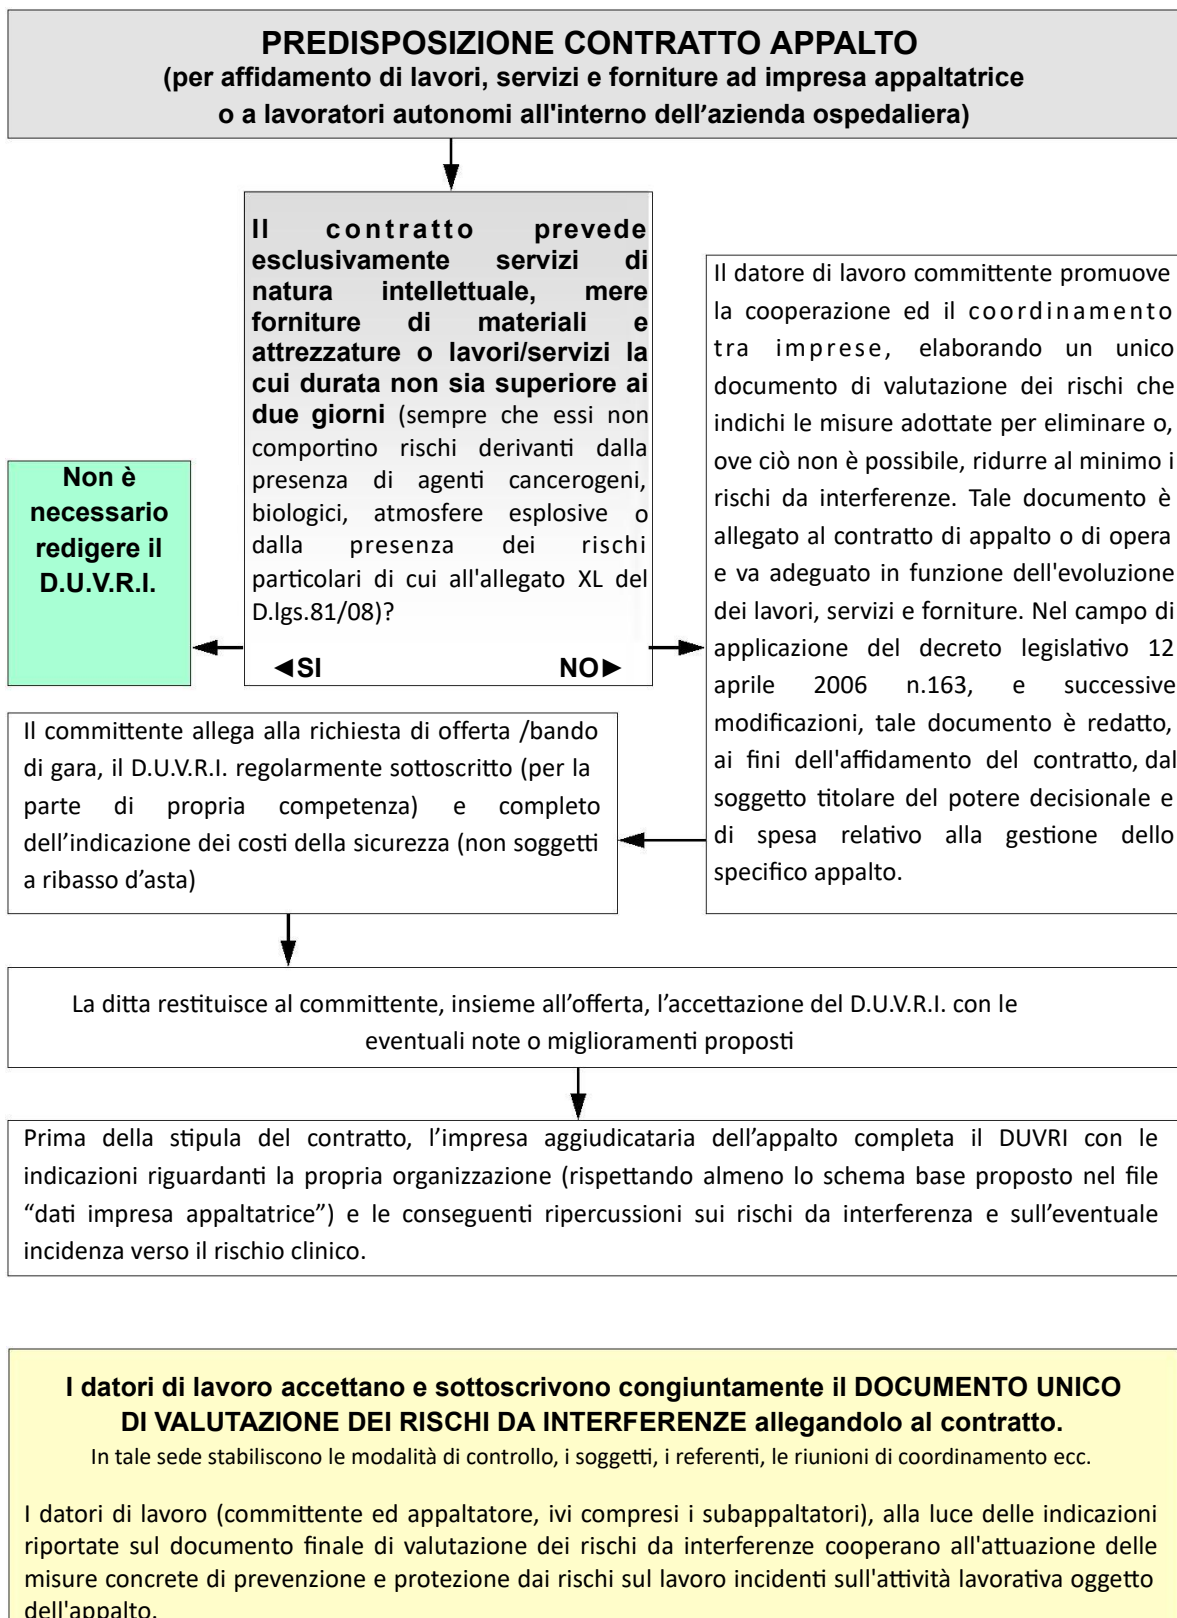 PREDISPOSIZIONE CONTRATTO APPALTO
(per affidamento di lavori, servizi e forniture ad impresa appaltatrice
o a lavoratori autonomi all'interno dell'azienda ospedaliera)
Il contratto prevede
esclusivamente servizi di
natura intellettuale, mere
forniture di materiali e
attrezzature o lavori/servizi la
cui durata non sia superiore ai
due giorni (sempre che essi non
comportino rischi derivanti dalla
presenza di agenti cancerogeni,
biologici, atmosfere esplosive o
dalla presenza dei rischi
particolari di cui all'allegato XL del
D.lgs.81/08)?
◄SI NO►
Non è
necessario
redigere il
D.U.V.R.I.
Il datore di lavoro committente promuove
la cooperazione ed il coordinamento
tra imprese, elaborando un unico
documento di valutazione dei rischi che
indichi le misure adottate per eliminare o,
ove ciò non è possibile, ridurre al minimo i
rischi da interferenze. Tale documento è
allegato al contratto di appalto o di opera
e va adeguato in funzione dell'evoluzione
dei lavori, servizi e forniture. Nel campo di
applicazione del decreto legislativo 12
aprile 2006 n.163, e successive
modificazioni, tale documento è redatto,
ai fini dell'affidamento del contratto, dal
soggetto titolare del potere decisionale e
di spesa relativo alla gestione dello
specifico appalto.
Il committente allega alla richiesta di offerta /bando
di gara, il D.U.V.R.I. regolarmente sottoscritto (per la
parte di propria competenza) e completo
dell’indicazione dei costi della sicurezza (non soggetti
a ribasso d’asta)
La ditta restituisce al committente, insieme all’offerta, l’accettazione del D.U.V.R.I. con le
eventuali note o miglioramenti proposti
Prima della stipula del contratto, l’impresa aggiudicataria dell’appalto completa il DUVRI con le
indicazioni riguardanti la propria organizzazione (rispettando almeno lo schema base proposto nel file
“dati impresa appaltatrice”) e le conseguenti ripercussioni sui rischi da interferenza e sull’eventuale
incidenza verso il rischio clinico.
I datori di lavoro accettano e sottoscrivono congiuntamente il DOCUMENTO UNICO
DI VALUTAZIONE DEI RISCHI DA INTERFERENZE allegandolo al contratto.
In tale sede stabiliscono le modalità di controllo, i soggetti, i referenti, le riunioni di coordinamento ecc.
I datori di lavoro (committente ed appaltatore, ivi compresi i subappaltatori), alla luce delle indicazioni
riportate sul documento finale di valutazione dei rischi da interferenze cooperano all'attuazione delle
misure concrete di prevenzione e protezione dai rischi sul lavoro incidenti sull'attività lavorativa oggetto
dell'appalto.